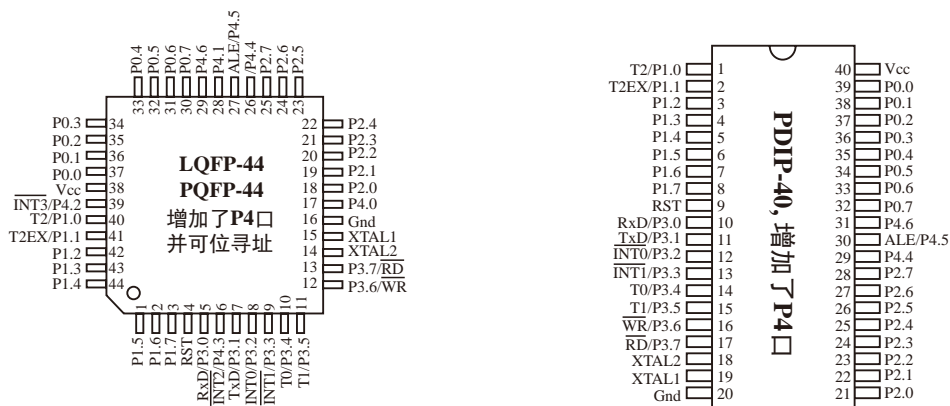 P0.4
P0.5
P0.6
P0.7
P4.6
P4.1
ALE/P4.5
/P4.4
P2.7
P2.6
P2.5
33
32
31
30
29
28
27
26
25
24
23
P0.3 34
P0.2 35
P0.1 36
P0.0 37
Vcc 38
INT3/P4.2 39
T2/P1.0 40
T2EX/P1.1 41
P1.2 42
P1.3 43
P1.4 44
LQFP-44
PQFP-44
增加了P4口
并可位寻址
22 P2.4
21 P2.3
20 P2.2
19 P2.1
18 P2.0
17 P4.0
16 Gnd
15 XTAL1
14 XTAL2
13 P3.7/RD
12 P3.6/WR
1
2
3
4
5
6
7
8
9
10
11
P1.5
P1.6
P1.7
RST
RxD/P3.0
INT2/P4.3
TxD/P3.1
INT0/P3.2
INT1/P3.3
T0/P3.4
T1/P3.5
T2/P1.0 1
T2EX/P1.1 2
P1.2 3
P1.3 4
P1.4 5
P1.5 6
P1.6 7
P1.7 8
RST 9
RxD/P3.0 10
TxD/P3.1 11
INT0/P3.2 12
INT1/P3.3 13
T0/P3.4 14
T1/P3.5 15
WR/P3.6 16
RD/P3.7 17
XTAL2 18
XTAL1 19
Gnd 20
PDIP-40, 增加了P4口
40 Vcc
39 P0.0
38 P0.1
37 P0.2
36 P0.3
35 P0.4
34 P0.5
33 P0.6
32 P0.7
31 P4.6
30 ALE/P4.5
29 P4.4
28 P2.7
27 P2.6
26 P2.5
25 P2.4
24 P2.3
23 P2.2
22 P2.1
21 P2.0